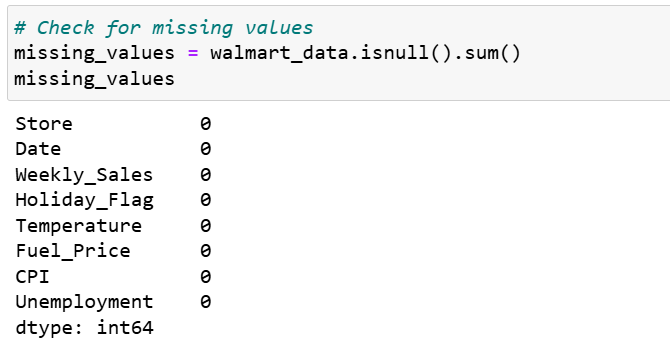 # Check for missing values
missing_values = walmart_data.isnull().sum()
missing_values
Store 0
Date 0
Weekly_Sales 0
Holiday_Flag 0
Temperature 0
Fuel_Price 0
CPI 0
Unemployment 0
dtype: int64